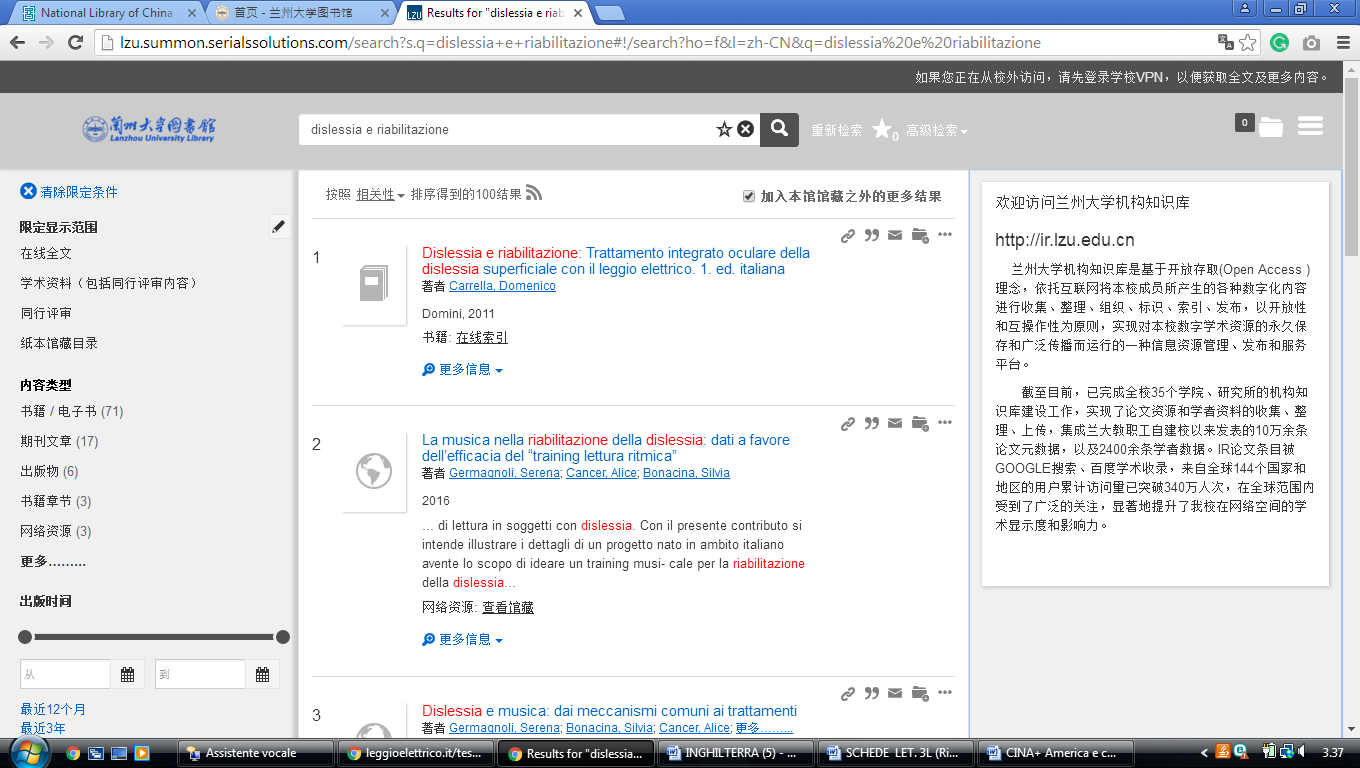 National Library of China
首页 - 兰州大学图书馆
Results for "dislessia e riab
lzu.summon.serialssolutions.com/search?s.q=dislessia+e+riabilitazione#!/search?ho=f&l=zh-CN&q=dislessia%20e%20riabilitazione
如果您正在从校外访问，请先登录学校VPN，以便获取全文及更多内容。
兰州大学图书馆
Lanzhou University Library
dislessia e riabilitazione
重新检索
0
高级检索
0
清除限定条件
限定显示范围
在线全文
学术资料（包括同行评审内容）
同行评审
纸本馆藏目录
内容类型
书籍 / 电子书 (71)
期刊文章 (17)
出版物 (6)
书籍章节 (3)
网络资源 (3)
更多………
出版时间
从
到
最近12个月
最近3年
按照 相关性 排序得到的100结果
加入本馆馆藏之外的更多结果
1
Dislessia e riabilitazione: Trattamento integrato oculare della
dislessia superficiale con il leggio elettrico. 1. ed. italiana
著者 Carrella, Domenico
Domini, 2011
书籍: 在线索引
更多信息
2
La musica nella riabilitazione della dislessia: dati a favore
dell'efficacia del “training lettura ritmica”
著者 Germagnoli, Serena; Cancer, Alice; Bonacina, Silvia
2016
… di lettura in soggetti con dislessia. Con il presente contributo si
intende illustrare i dettagli di un progetto nato in ambito italiano
avente lo scopo di ideare un training musi- cale per la riabilitazione
della dislessia…
网络资源: 查看馆藏
更多信息
3
Dislessia e musica: dai meccanismi comuni ai trattamenti
著者 Germagnoli, Serena; Bonacina, Silvia; Cancer, Alice; 更多………
欢迎访问兰州大学机构知识库
http://ir.lzu.edu.cn
兰州大学机构知识库是基于开放存取(Open Access )
理念，依托互联网将本校成员所产生的各种数字化内容
进行收集、整理、组织、标识、索引、发布，以开放性
和互操作性为原则，实现对本校数字学术资源的永久保
存和广泛传播而运行的一种信息资源管理、发布和服务
平台。
截至目前，已完成全校35个学院、研究所的机构知
识库建设工作，实现了论文资源和学者资料的收集、整
理、上传，集成兰大教职工自建校以来发表的10万余条
论文元数据，以及2400余条学者数据。IR论文条目被
GOOGLE搜索、百度学术收录，来自全球144个国家和
地区的用户累计访问量已突破340万人次，在全球范围内
受到了广泛的关注，显著地提升了我校在网络空间的学
术显示度和影响力。
Assistente vocale
leggioelettrico.it/tes...
Results for "dislessia...
INGHILTERRA (5) - ...
SCHEDE LET. 3L (Ri...
CINA+ America e c...
3.37